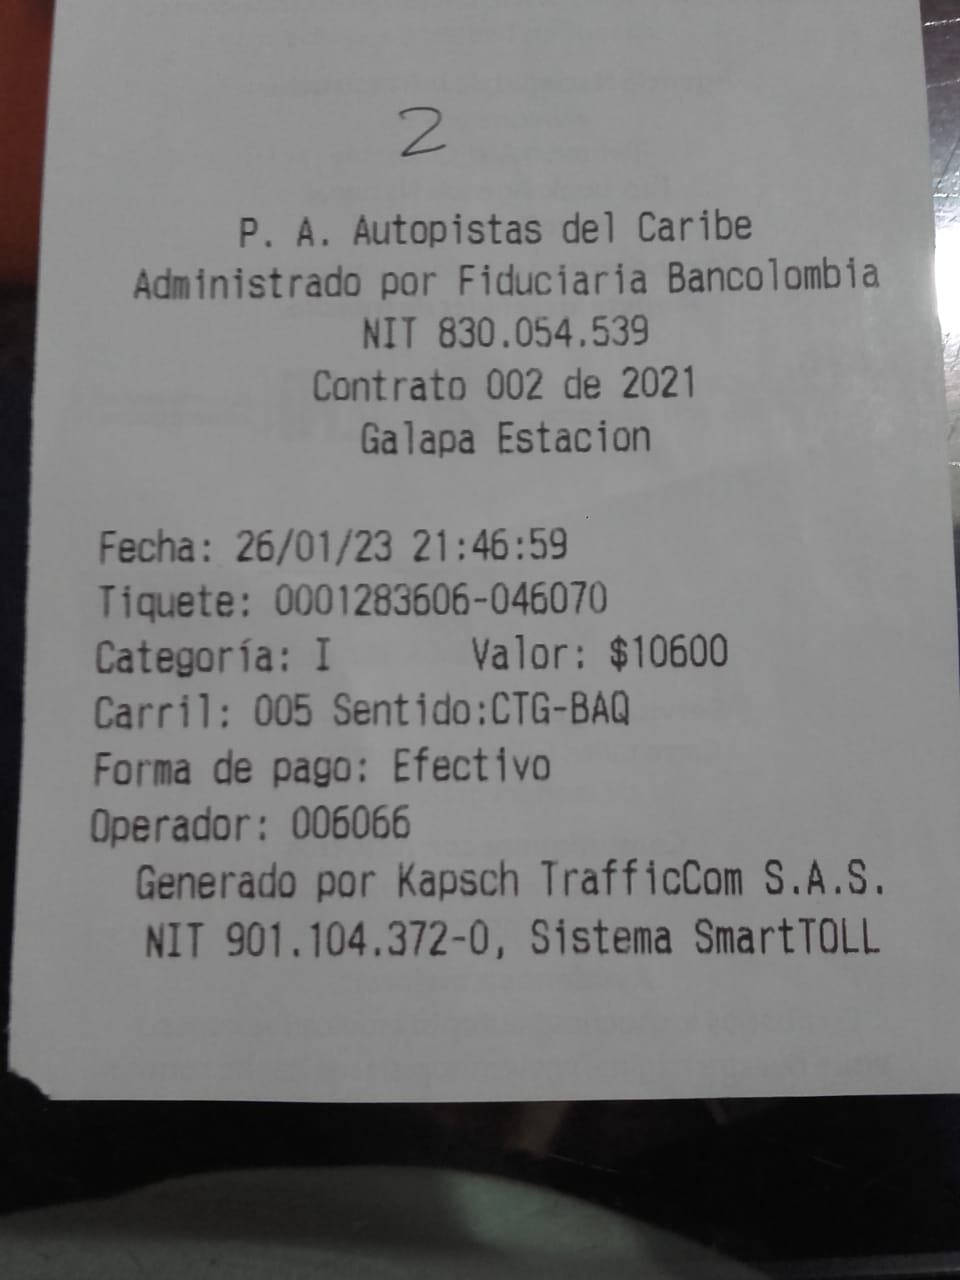 2
P. A. Autopistas del Caribe
Administrado por Fiduciaria Bancolombia
NIT 830.054.539
Contrato 002 de 2021
Galapa Estacion
Fecha: 26/01/23 21:46:59
Tiquete: 0001283606-046070
Categoría: I Valor: $10600
Carril: 005 Sentido:CTG-BAQ
Forma de pago: Efectivo
Operador: 006066
Generado por Kapsch TrafficCom S.A.S.
NIT 901.104.372-0, Sistema SmartTOLL